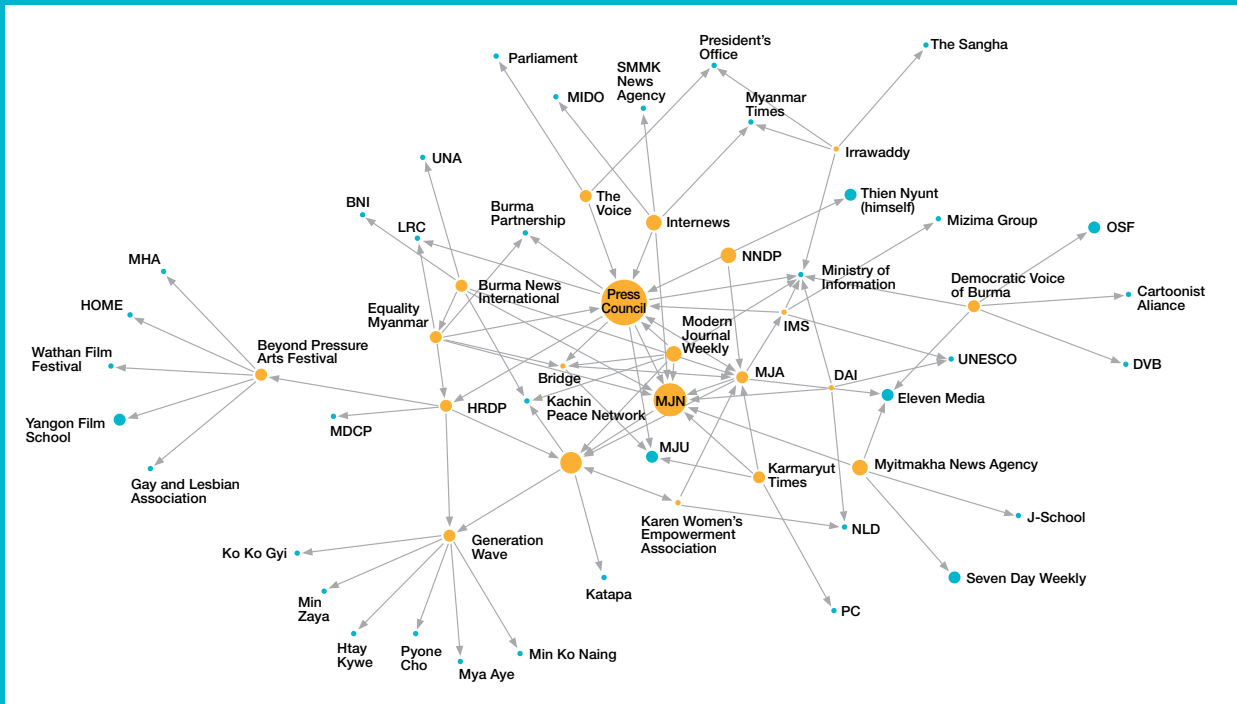 The Sangha
President's
Office
Parliament
SMMK
News
Agency
MIDO
Myanmar
Times
Irrawaddy
UNA
Thien Nyunt
(himself)
BNI
The
Voice
Burma
Partnership
Internews
Mizima Group
LRC
OSF
NNDP
MHA
Ministry of
Information
Democratic Voice
of Burma
Burma News
International
Cartoonist
Aliance
HOME
Press
Council
Equality
Myanmar
Modern
Journal
Weekly
IMS
Wathan Film
Festival
Beyond Pressure
Arts Festival
UNESCO
DVB
Bridge
MJA
DAI
Eleven Media
MJN
HRDP
Kachin
Peace Network
Yangon Film
School
MDCP
MJU
Myitmakha News Agency
Karmaryut
Times
Gay and Lesbian
Association
J-School
Karen Women's
Empowerment
Association
NLD
Generation
Wave
Ko Ko Gyi
Seven Day Weekly
Katapa
Min
Zaya
PC
Htay
Kywe
Pyone
Cho
Min Ko Naing
Mya Aye